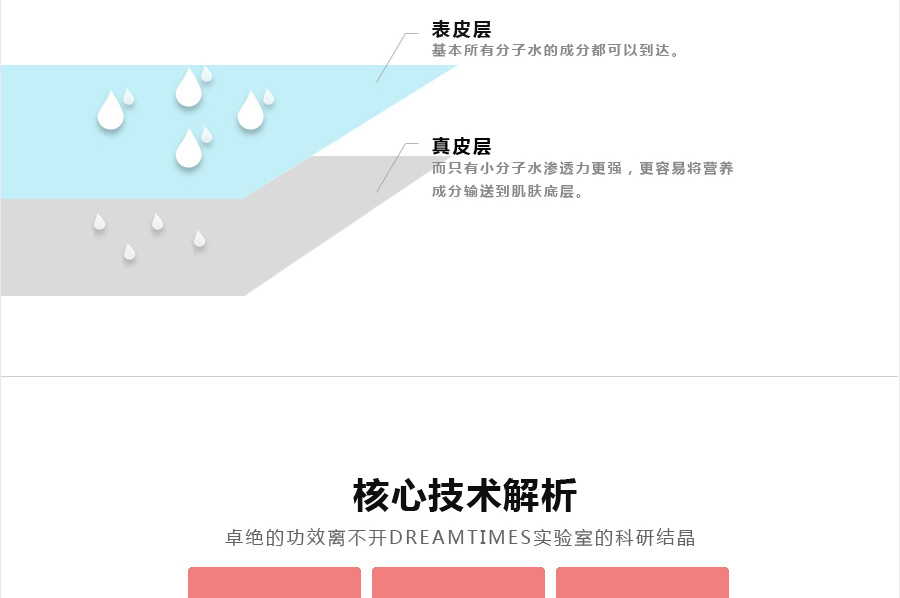 表皮层
基本所有分子水的成分都可以到达。
真皮层
而只有小分子水渗透力更强，更容易将营养
成分输送到肌肤底层。
核心技术解析
卓绝的功效离不开DREAMTIMES实验室的科研结晶